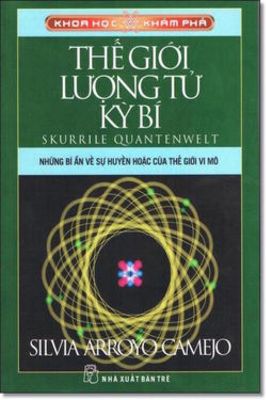 KHOA HỌC KHÁM PHÁ
THẾ GIỚI
LƯỢNG TỬ
KỲ BÍ
SKURRILE QUANTENWELT
NHỮNG BÍ ẨN VỀ SỰ HUYỀN HOẶC CỦA THẾ GIỚI VI MÔ
SILVIA ARROYO CAMEJO
NHÀ XUẤT BẢN TRẺ